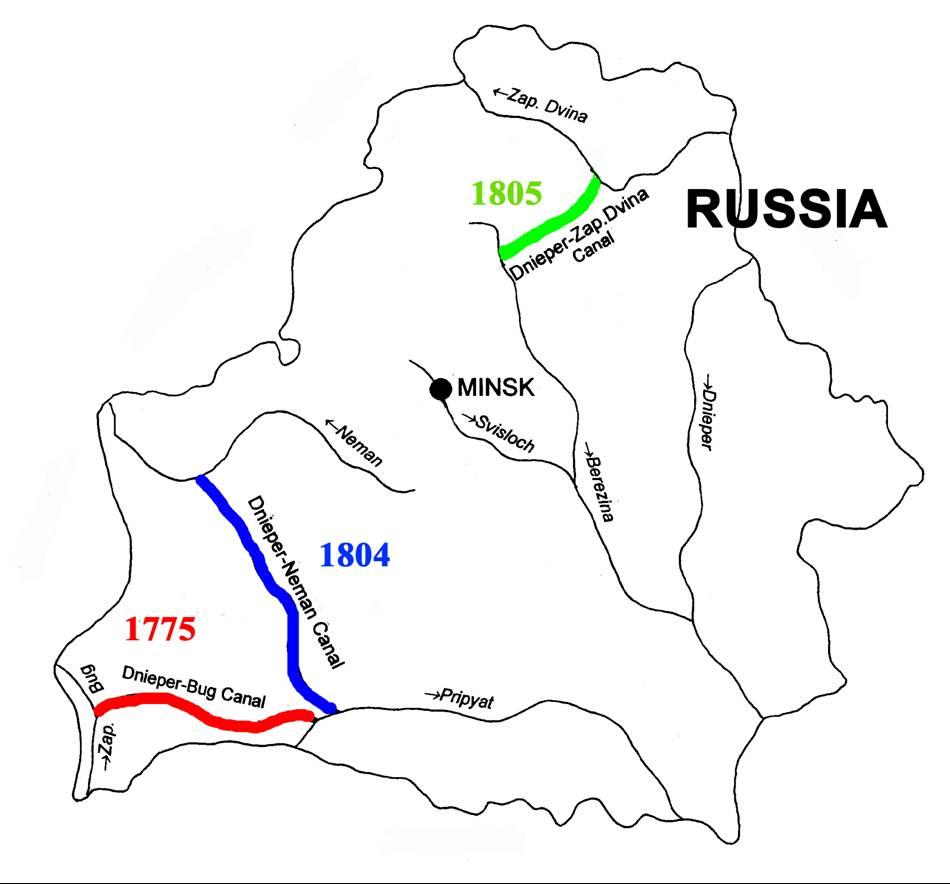 ←Zap. Dvina
1805
Dnieper-Zap.Dvina
Canal
RUSSIA
MINSK
→Svisloch
→Dnieper
←Neman
→Berezina
Dnieper-Neman Canal
1804
1775
Bug
Dnieper-Bug Canal
→Pripyat
→Zap.